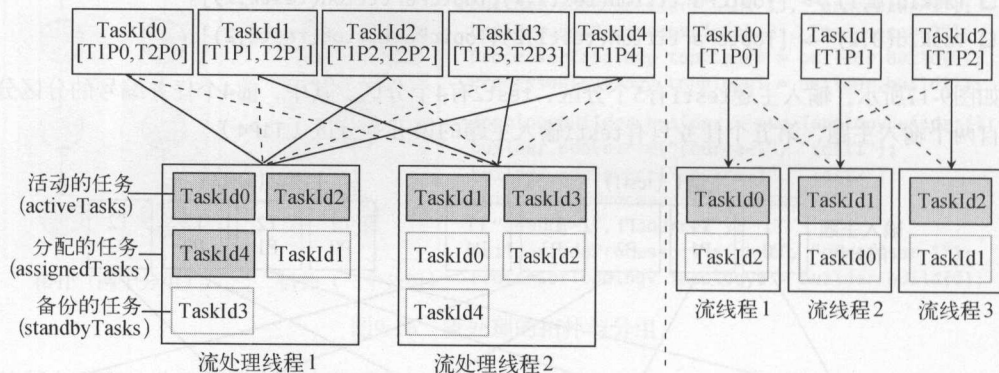 TaskId0
[T1P0,T2P0]
TaskId1
[T1P1,T2P1]
TaskId2
[T1P2,T2P2]
TaskId3
[T1P3,T2P3]
TaskId4
[T1P4]
TaskId0
[T1P0]
TaskId1
[T1P1]
TaskId2
[T1P2]
活动的任务
(activeTasks)
TaskId0
TaskId2
TaskId1
TaskId3
TaskId0
TaskId1
TaskId2
分配的任务
(assignedTasks)
TaskId4
TaskId1
TaskId0
TaskId2
TaskId2
TaskId0
TaskId1
备份的任务
(standbyTasks)
TaskId3
TaskId4
流线程1
流线程2
流线程3
流处理线程1
流处理线程2